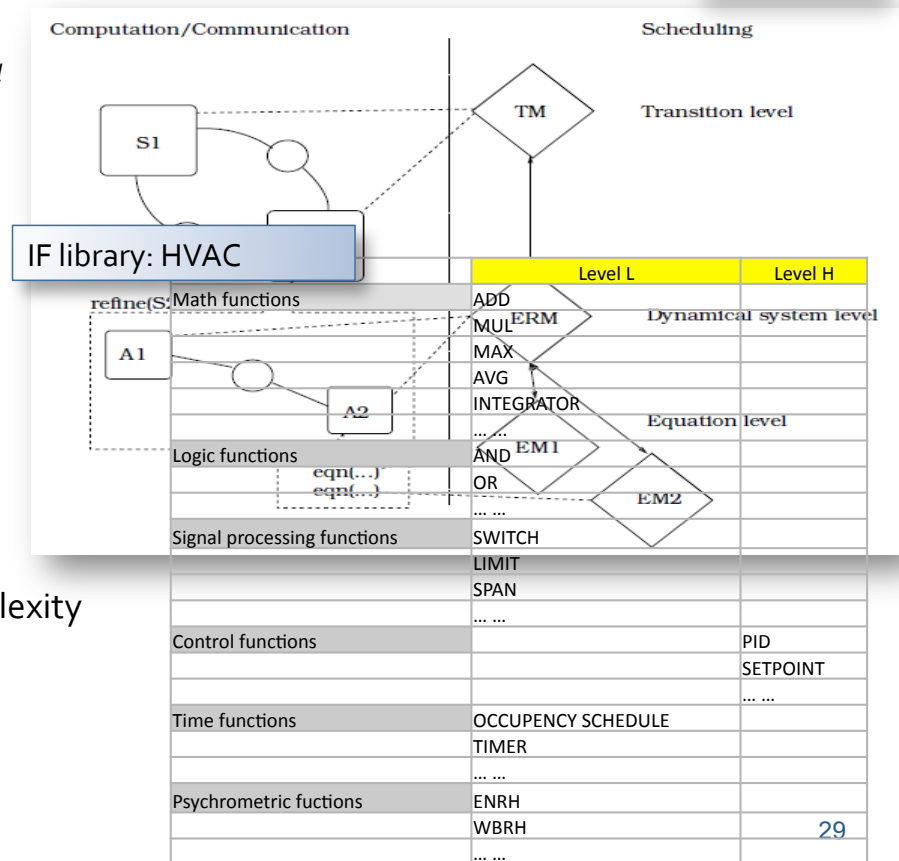 Computation/Communication Scheduling
TM Transition level
S1
IF library: HVAC
Level L Level H
refine(S2
Math functions ADD
MUL ERM Dynamical system level
A1 MAX
AVG
A2 INTEGRATOR
Equation level
... ...
Logic functions AND EM1
eqn(...) OR
eqn(...) EM2
... ...
Signal processing functions SWITCH
LIMIT
SPAN
lexity
... ...
Control functions PID
SETPOINT
... ...
Time functions OCCUPENCY SCHEDULE
TIMER
... ...
Psychrometric fuctions ENRH
WBRH 29
... ...